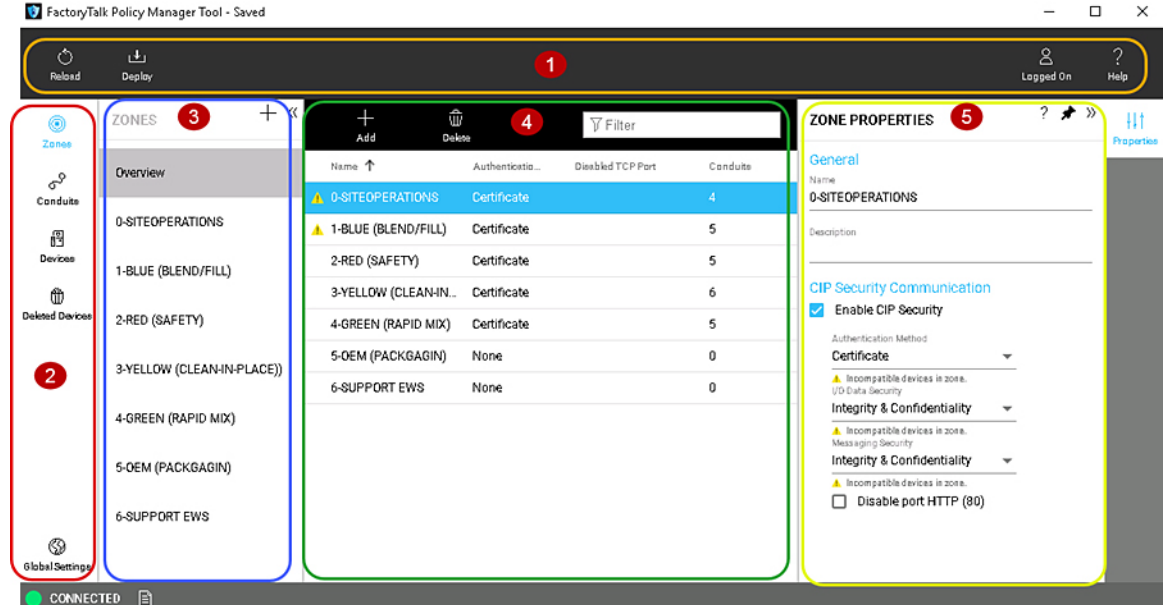 FactoryTalk Policy Manager Tool - Saved
Reload
Deploy
1
Logged On
Help
Zones
Conduits
Devices
Deleted Devices
2
Global Settings
ZONES
3
Overview
0-SITEOPERATIONS
1-BLUE (BLEND/FILL)
2-RED (SAFETY)
3-YELLOW (CLEAN-IN-PLACE))
4-GREEN (RAPID MIX)
5-OEM (PACKGAGIN)
6-SUPPORT EWS
Add
Delete
4
Filter
Name Authenticatio... Disabled TCP Port Conduits
0-SITEOPERATIONS Certificate 4
1-BLUE (BLEND/FILL) Certificate 5
2-RED (SAFETY) Certificate 5
3-YELLOW (CLEAN-IN... Certificate 6
4-GREEN (RAPID MIX) Certificate 5
5-OEM (PACKGAGIN) None 0
6-SUPPORT EWS None 0
ZONE PROPERTIES
5
?
General
Name
0-SITEOPERATIONS
Description
CIP Security Communication
Enable CIP Security
Authentication Method
Certificate
Incompatible devices in zone.
I/O Data Security
Integrity & Confidentiality
Incompatible devices in zone.
Messaging Security
Integrity & Confidentiality
Incompatible devices in zone.
Disable port HTTP (80)
Properties
CONNECTED